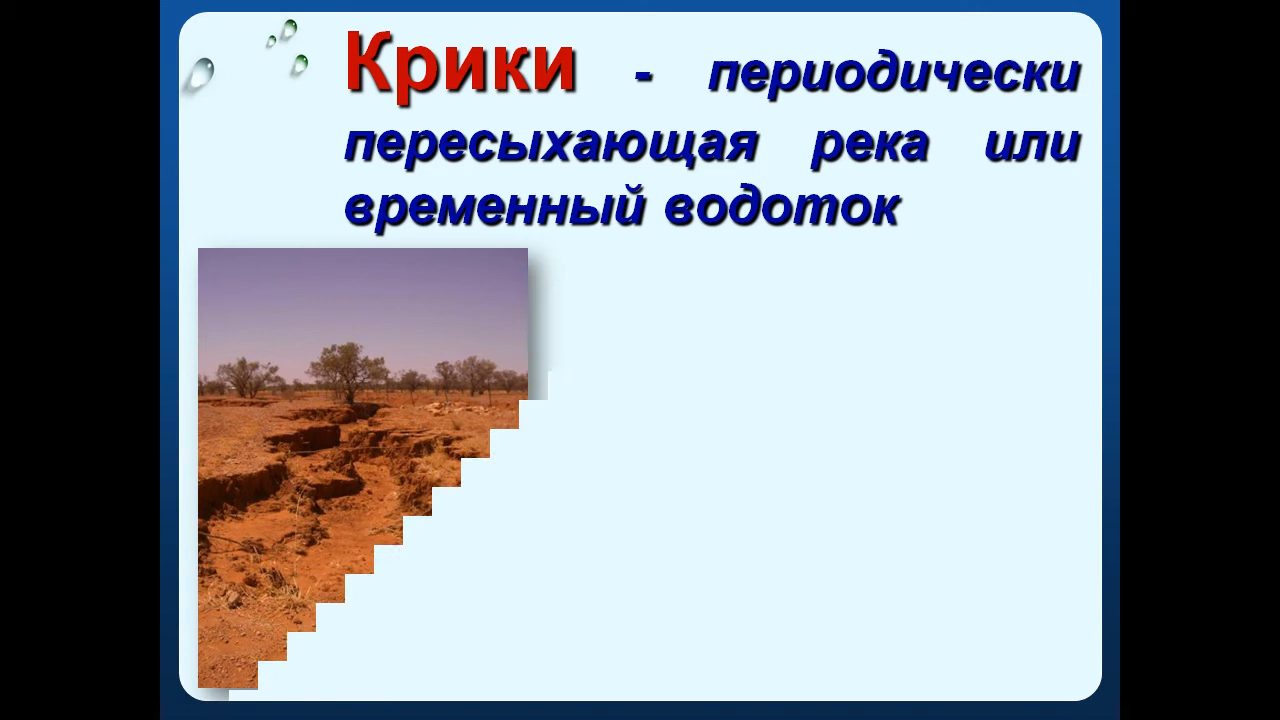 Крики - периодически
пересыхающая река или
временный водоток